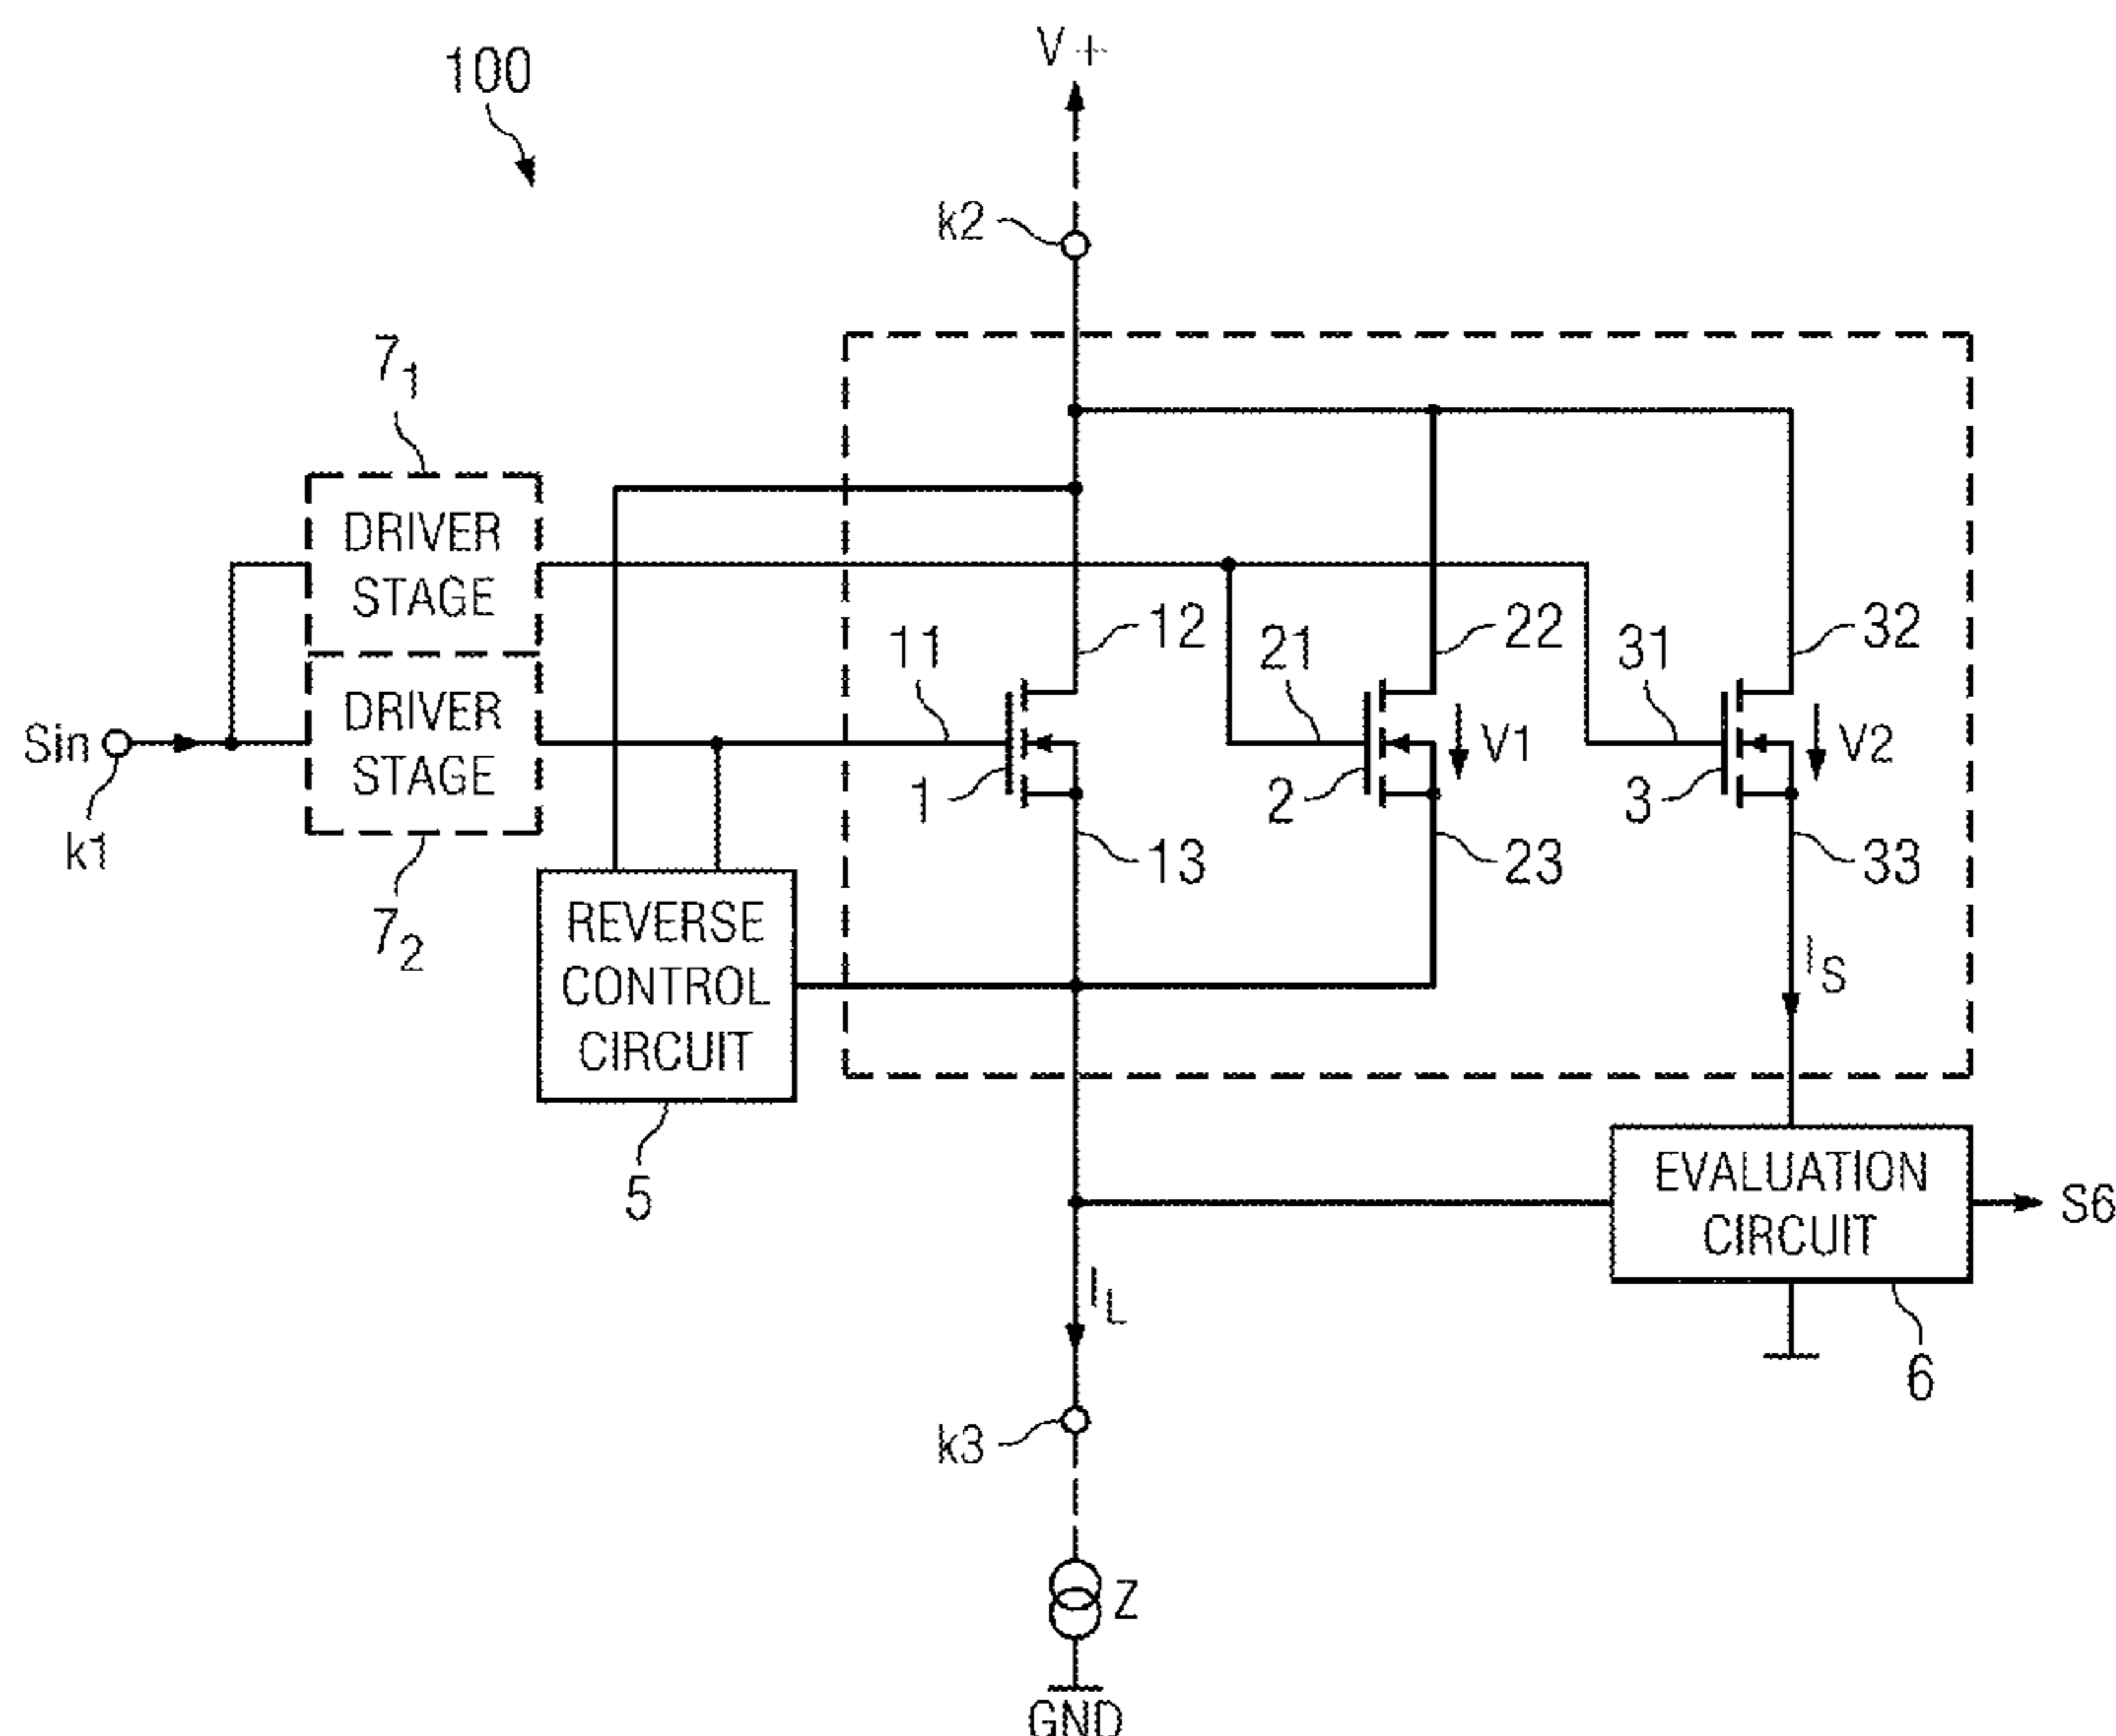 100
V+
k2
7₁
DRIVER
STAGE
12
22
32
11
21
31
DRIVER
STAGE
Sin
V1
V2
1
2
3
k1
13
23
33
7₂
REVERSE
CONTROL
CIRCUIT
I_S
5
EVALUATION
CIRCUIT
S6
I_L
6
k3
Z
GND